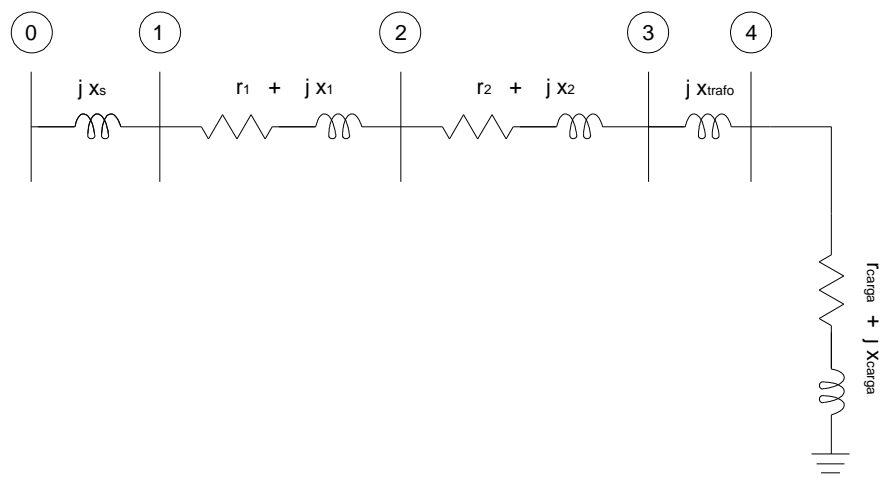 0 1 2 3 4
j xs r1 + j x1 r2 + j x2 j xtrafo
rcarga + j xcarga